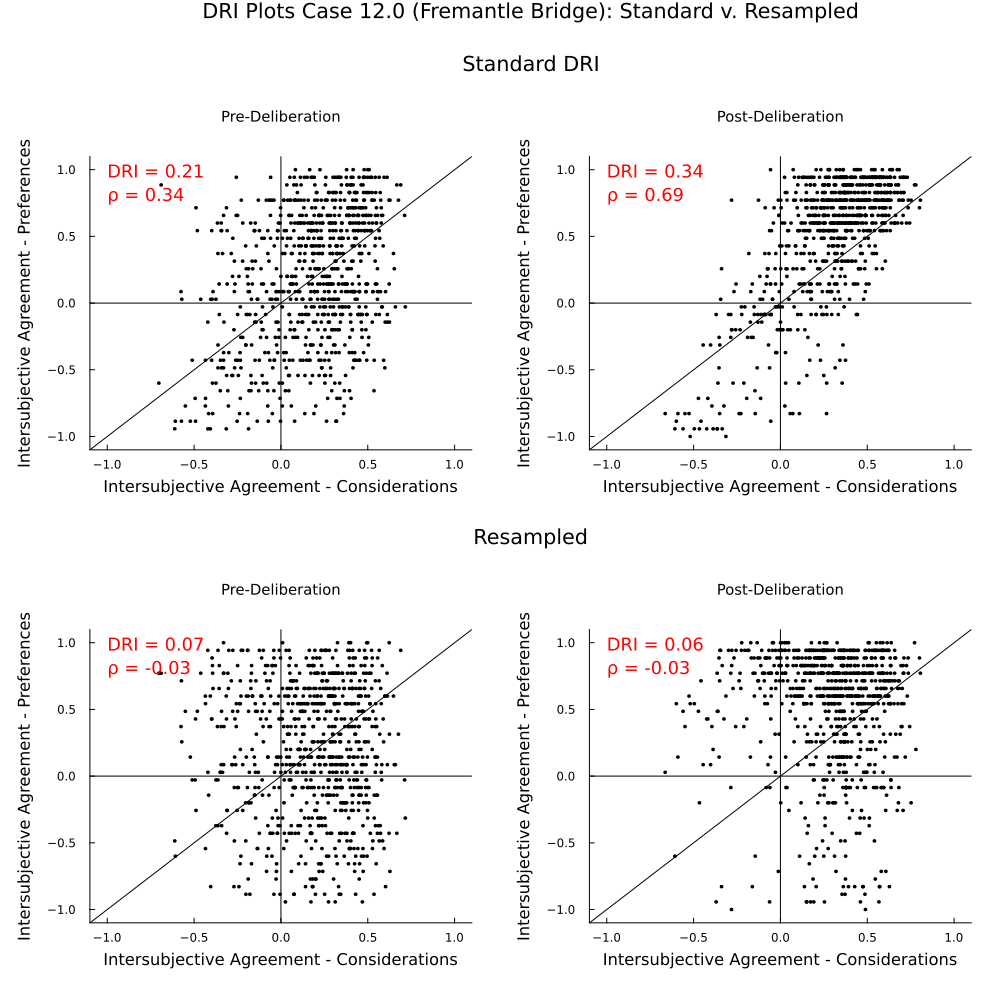 DRI Plots Case 12.0 (Fremantle Bridge): Standard v. Resampled
Standard DRI
Pre-Deliberation
DRI = 0.21
ρ = 0.34
1.0
0.5
0.0
−0.5
−1.0
−1.0 −0.5 0.0 0.5 1.0
Intersubjective Agreement - Preferences
Intersubjective Agreement - Considerations
Post-Deliberation
DRI = 0.34
ρ = 0.69
1.0
0.5
0.0
−0.5
−1.0
−1.0 −0.5 0.0 0.5 1.0
Intersubjective Agreement - Preferences
Intersubjective Agreement - Considerations
Resampled
Pre-Deliberation
DRI = 0.07
ρ = -0.03
1.0
0.5
0.0
−0.5
−1.0
−1.0 −0.5 0.0 0.5 1.0
Intersubjective Agreement - Preferences
Intersubjective Agreement - Considerations
Post-Deliberation
DRI = 0.06
ρ = -0.03
1.0
0.5
0.0
−0.5
−1.0
−1.0 −0.5 0.0 0.5 1.0
Intersubjective Agreement - Preferences
Intersubjective Agreement - Considerations